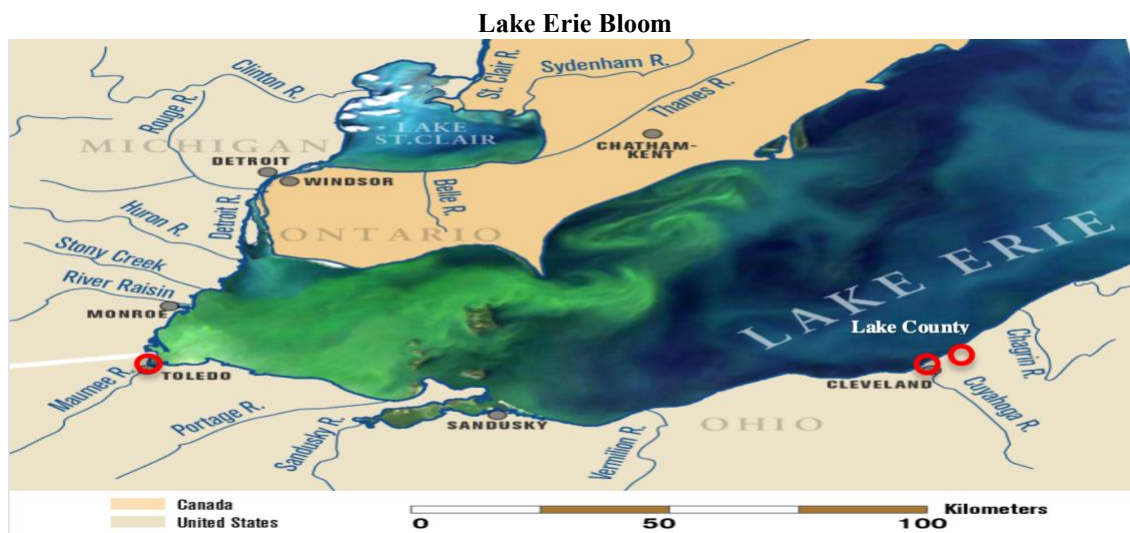 Lake Erie Bloom
Clinton R.
St. Clair R.
Sydenham R.
Rouge R.
Thames R.
MICHIGAN
LAKE
ST. CLAIR
DETROIT
CHATHAM-
KENT
WINDSOR
Belle R.
Detroit R.
Huron R.
ONTARIO
Stony Creek
River Raisin
MONROE
LAKE ERIE
Lake County
Chagrin R.
TOLEDO
CLEVELAND
Maumee R.
Portage R.
Cuyahoga R.
Sandusky R.
SANDUSKY
Vermilion R.
OHIO
Canada
United States
Kilometers
0 50 100